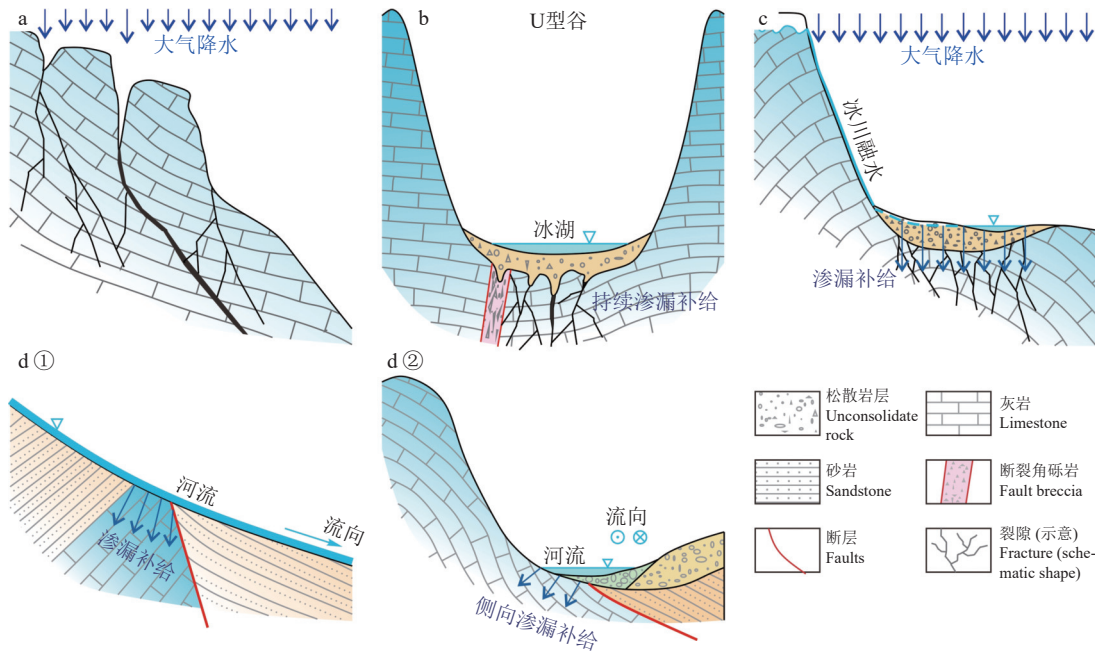 a
大气降水
b
U型谷
冰湖
持续渗漏补给
c
大气降水
冰川融水
渗漏补给
d ①
河流
流向
渗漏补给
d ②
流向
河流
侧向渗漏补给
松散岩层
Unconsolidate
rock
灰岩
Limestone
砂岩
Sandstone
断裂角砾岩
Fault breccia
断层
Faults
裂隙 (示意)
Fracture (sche-
matic shape)